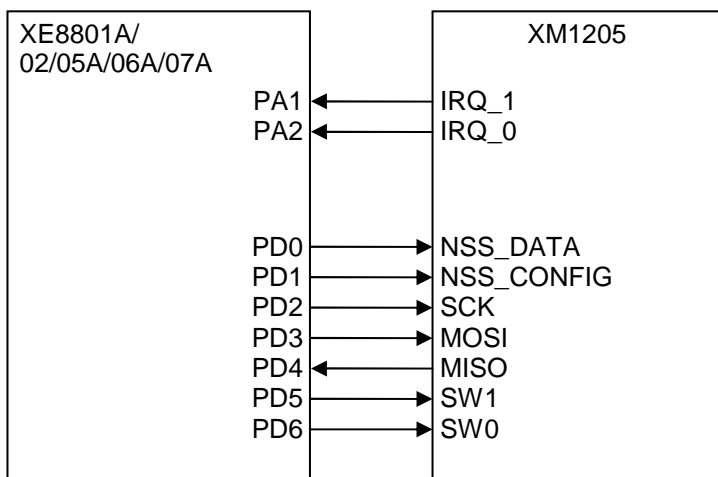 XE8801A/
02/05A/06A/07A
XM1205
PA1 IRQ_1
PA2 IRQ_0
PD0 NSS_DATA
PD1 NSS_CONFIG
PD2 SCK
PD3 MOSI
PD4 MISO
PD5 SW1
PD6 SW0